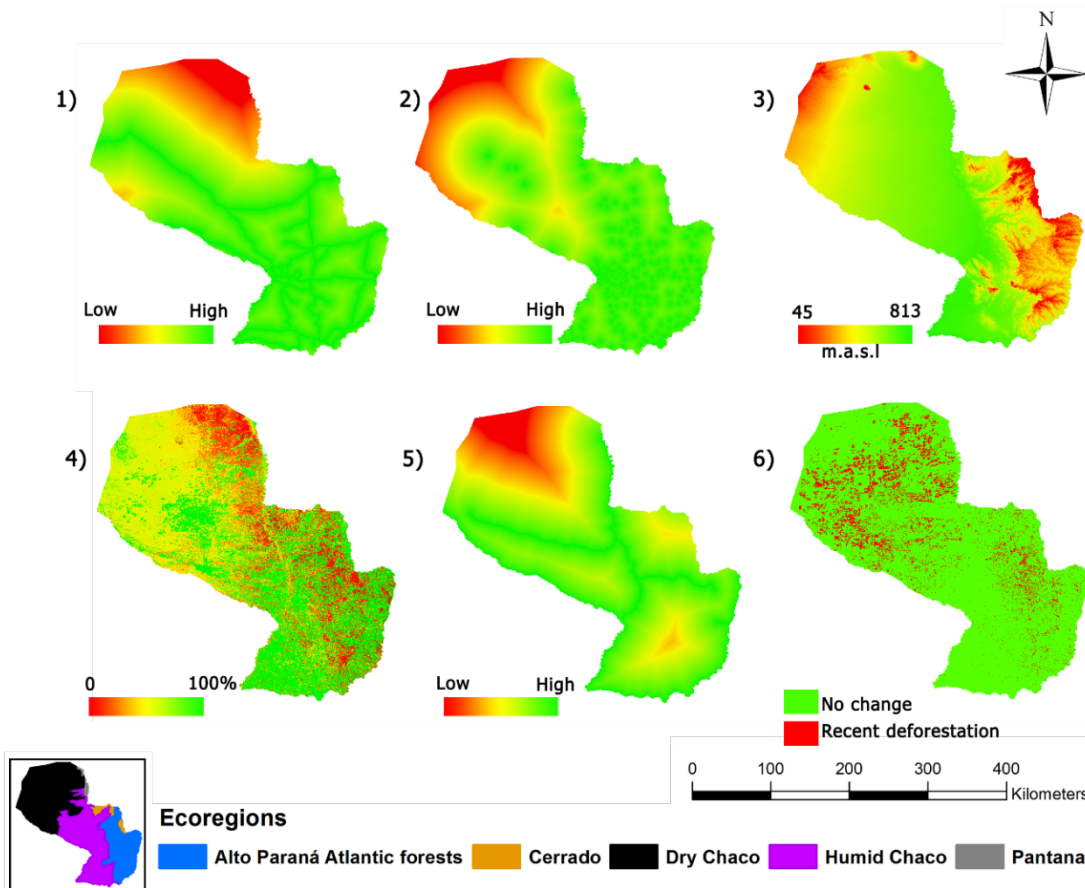 N
1)
2)
3)
Low High
Low High
45 813
m.a.s.l
4)
5)
6)
0 100%
Low High
No change
Recent deforestation
0 100 200 300 400
Kilometers
Ecoregions
Alto Paraná Atlantic forests Cerrado Dry Chaco Humid Chaco Pantana